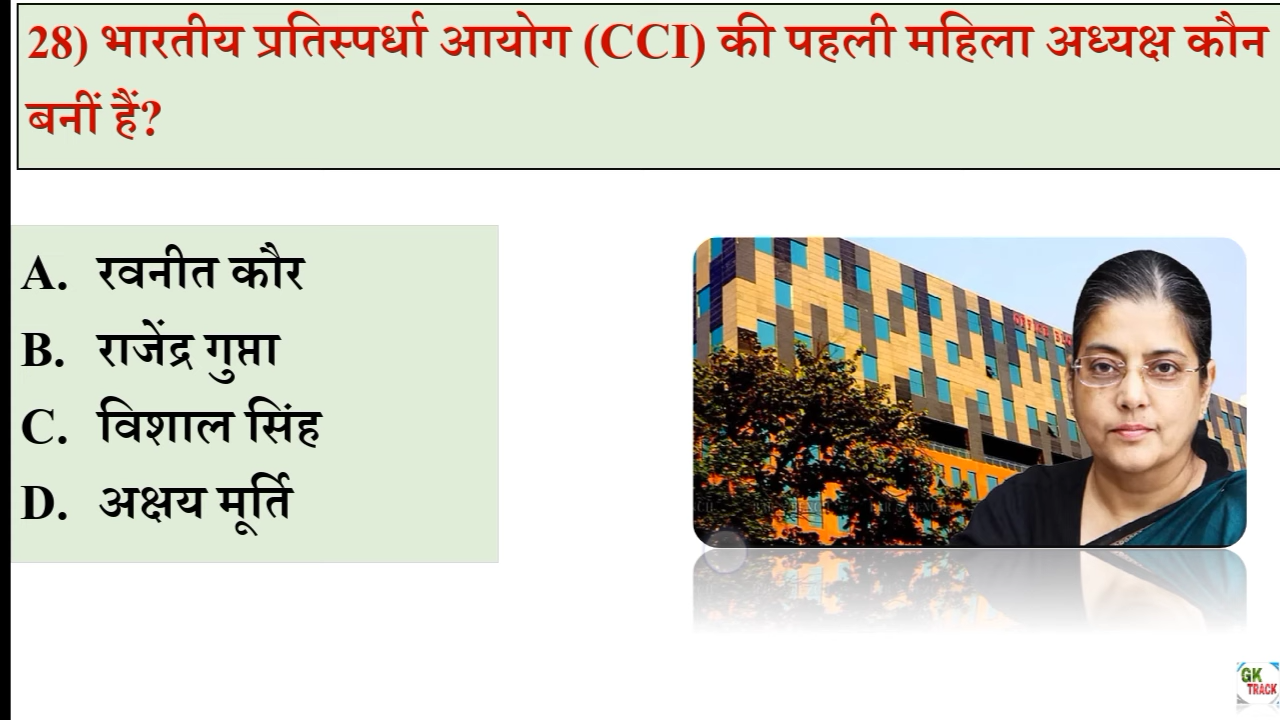 28) भारतीय प्रतिस्पर्धा आयोग (CCI) की पहली महिला अध्यक्ष कौन
बनीं हैं?
A. रवनीत कौर
B. राजेंद्र गुप्ता
C. विशाल सिंह
D. अक्षय मूर्ति
GK
TRACK